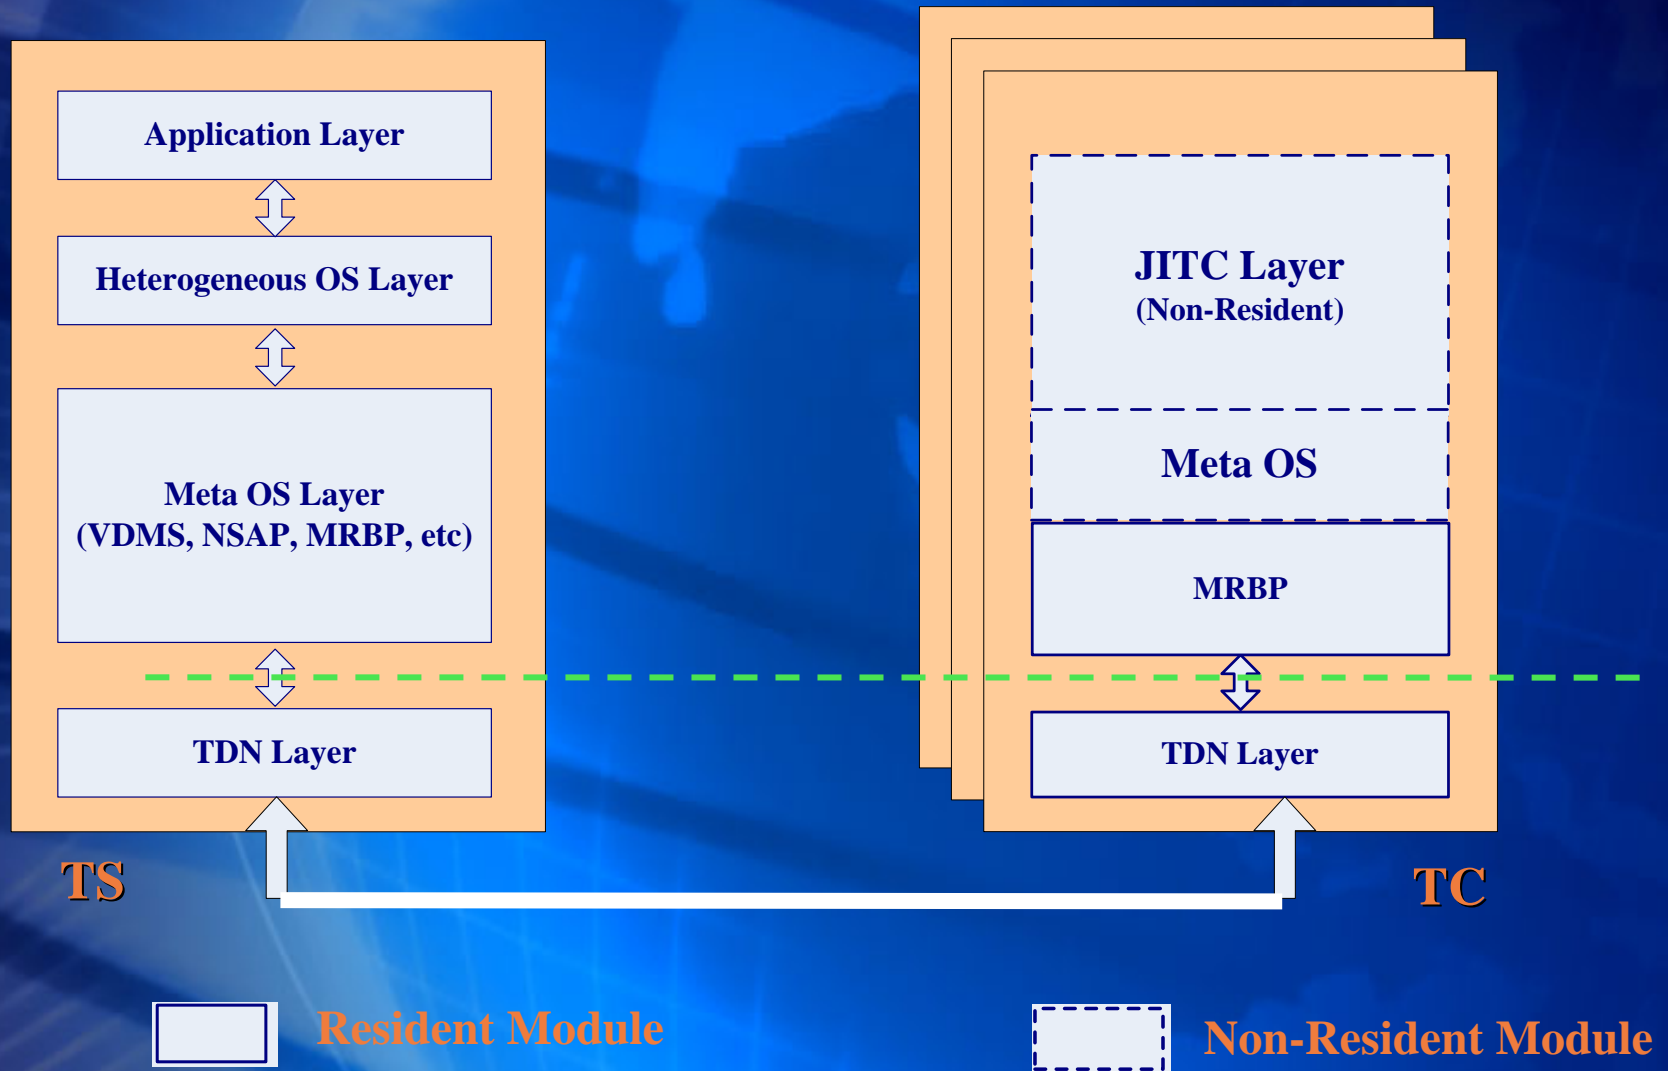 Application Layer
Heterogeneous OS Layer
Meta OS Layer
(VDMS, NSAP, MRBP, etc)
TDN Layer
TS
JITC Layer
(Non-Resident)
Meta OS
MRBP
TDN Layer
TC
Resident Module
Non-Resident Module